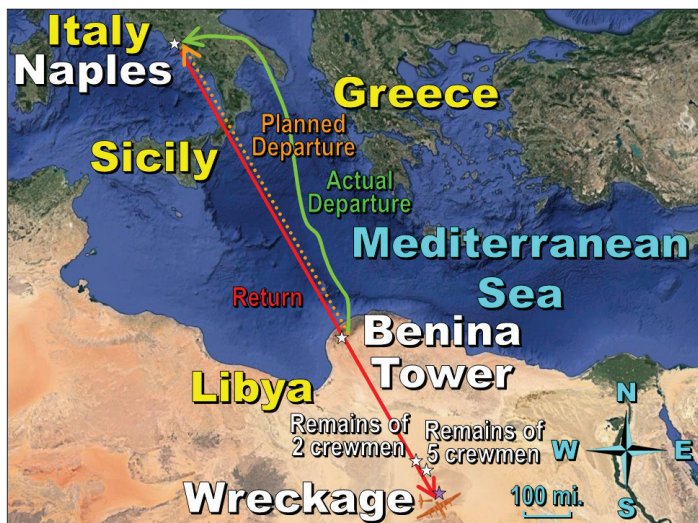 Italy
Naples
Greece
Planned
Departure
Sicily
Actual
Departure
Mediterranean
Sea
Return
Benina
Tower
Libya
Remains of
2 crewmen
Remains of
5 crewmen
N
W
E
S
Wreckage
100 mi.